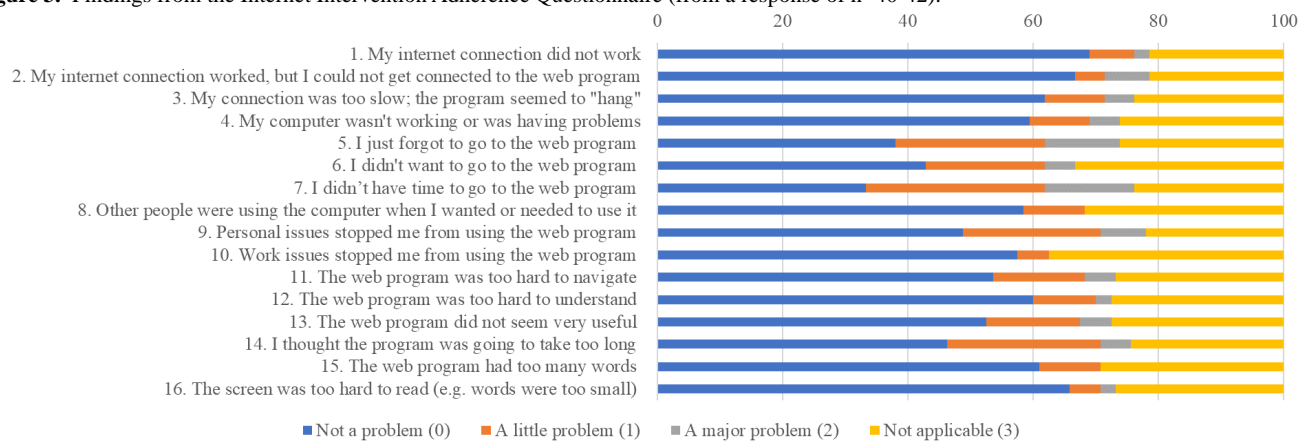 Findings from the Internet Intervention Adherence Questionnaire (from a response of n
0 20 40 60 80 100
1. My internet connection did not work
2. My internet connection worked, but I could not get connected to the web program
3. My connection was too slow; the program seemed to "hang"
4. My computer wasn't working or was having problems
5. I just forgot to go to the web program
6. I didn't want to go to the web program
7. I didn’t have time to go to the web program
8. Other people were using the computer when I wanted or needed to use it
9. Personal issues stopped me from using the web program
10. Work issues stopped me from using the web program
11. The web program was too hard to navigate
12. The web program was too hard to understand
13. The web program did not seem very useful
14. I thought the program was going to take too long
15. The web program had too many words
16. The screen was too hard to read (e.g. words were too small)
Not a problem (0) A little problem (1) A major problem (2) Not applicable (3)